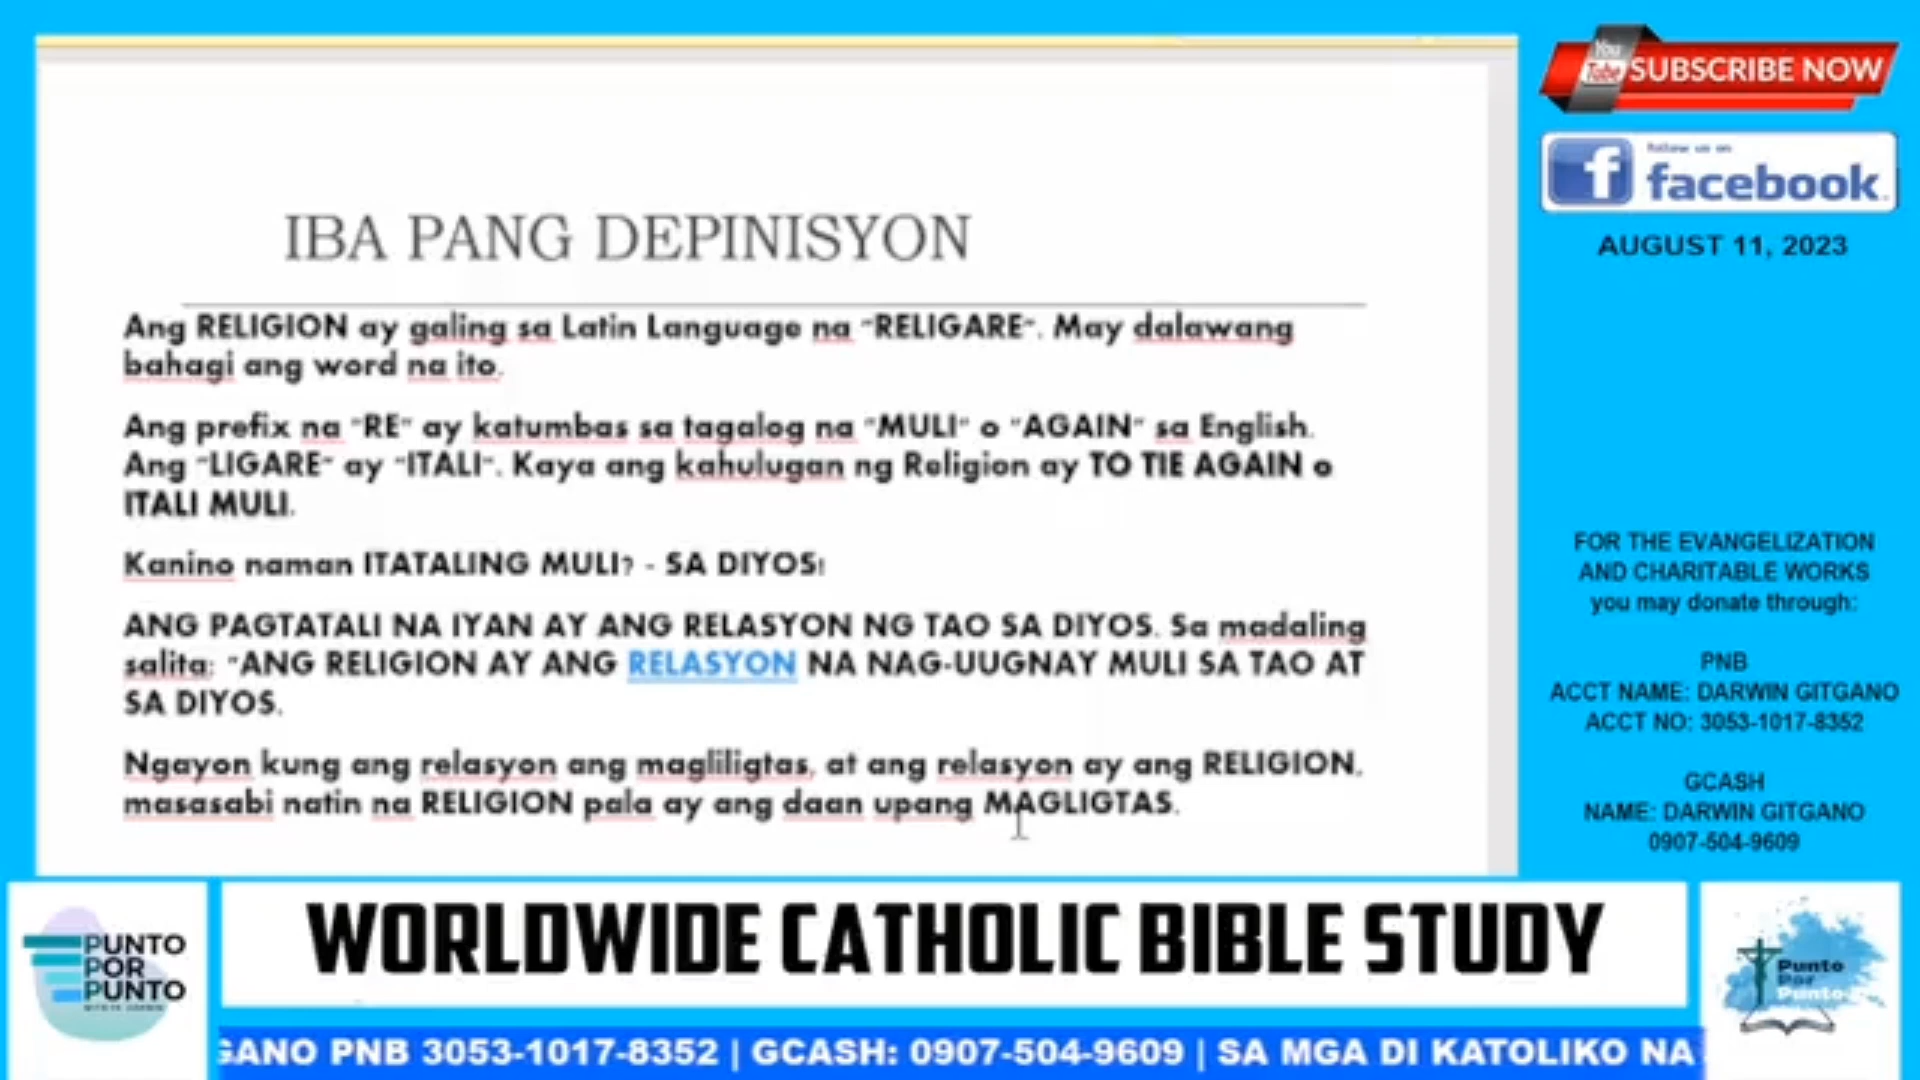 IBA PANG DEPINISYON
Ang RELIGION ay galing sa Latin Language na "RELIGARE". May dalawang
bahagi ang word na ito.
Ang prefix na "RE" ay katumbas sa tagalog na "MULI" o "AGAIN" sa English.
Ang "LIGARE" ay "ITALI". Kaya ang kahulugan ng Religion ay TO TIE AGAIN o
ITALI MULI.
Kanino naman ITATALING MULI? - SA DIYOS!
ANG PAGTATALI NA IYAN AY ANG RELASYON NG TAO SA DIYOS. Sa madaling
salita: "ANG RELIGION AY ANG RELASYON NA NAG-UUGNAY MULI SA TAO AT
SA DIYOS.
Ngayon kung ang relasyon ang magliligtas, at ang relasyon ay ang RELIGION,
masasabi natin na RELIGION pala ay ang daan upang MAGLIGTAS.
You
Tube
SUBSCRIBE NOW
follow us on
facebook
AUGUST 11, 2023
FOR THE EVANGELIZATION
AND CHARITABLE WORKS
you may donate through:
PNB
ACCT NAME: DARWIN GITGANO
ACCT NO: 3053-1017-8352
GCASH
NAME: DARWIN GITGANO
0907-504-9609
PUNTO
POR
PUNTO
WORLDWIDE CATHOLIC BIBLE STUDY
Punto
Por
Punto
GANO PNB 3053-1017-8352 | GCASH: 0907-504-9609 | SA MGA DI KATOLIKO NA